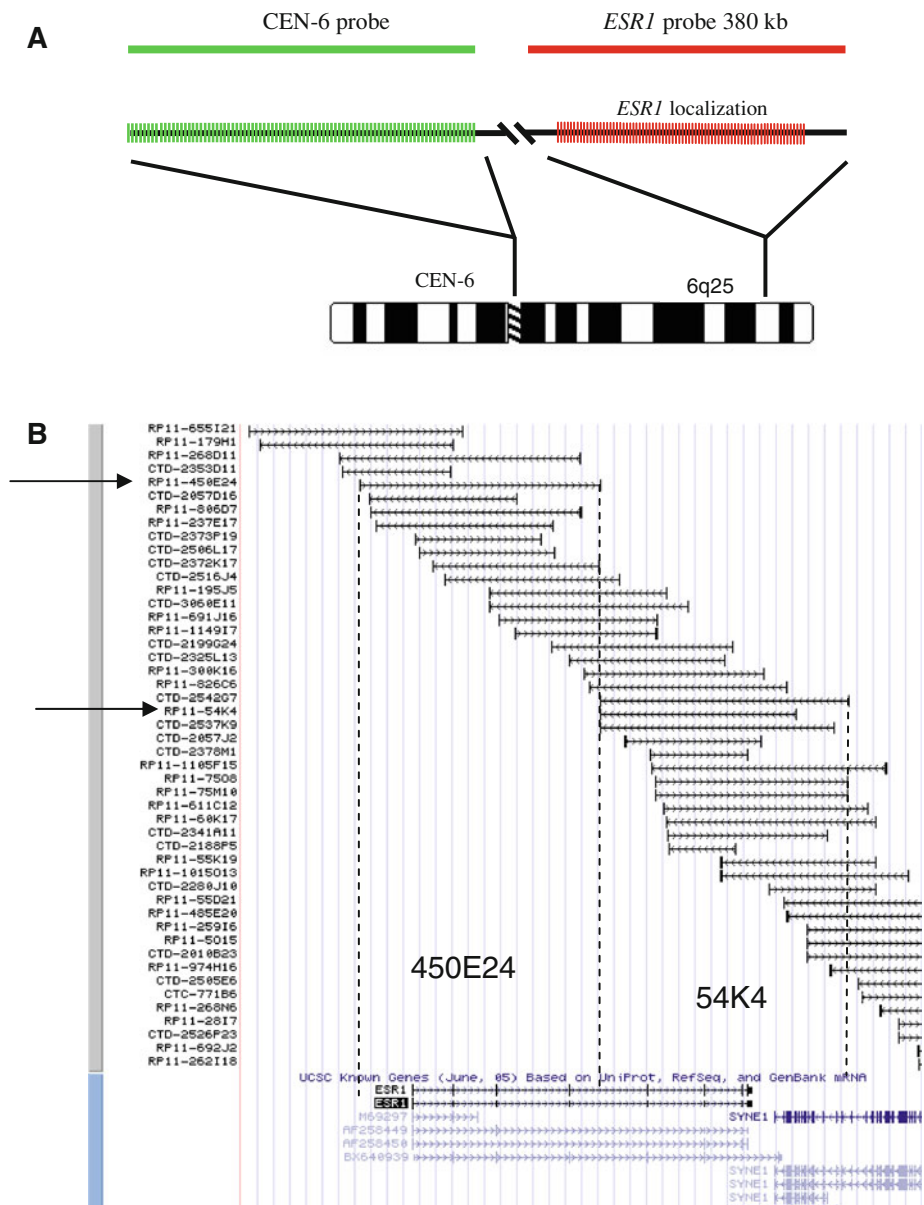 A
CEN-6 probe
ESR1 probe 380 kb
ESR1 localization
CEN-6
6q25
B
RP11-655I21
RP11-179H1
RP11-268D11
CTD-2353D11
RP11-450E24
CTD-2057D16
RP11-806D7
RP11-237E17
CTD-2373P19
CTD-2506L17
CTD-2372K17
CTD-2516J4
RP11-195J5
CTD-3060E11
RP11-691J16
RP11-1149I7
CTD-2199G24
CTD-2325L13
RP11-300K16
RP11-826C6
CTD-2542G7
RP11-54K4
CTD-2537K9
CTD-2057J2
CTD-2378M1
RP11-1105F15
RP11-75O8
RP11-75M10
RP11-611C12
RP11-60K17
CTD-2341A11
CTD-2188P5
RP11-55K19
RP11-1015O13
CTD-2280J10
RP11-55D21
RP11-485E20
RP11-259I6
RP11-5O15
CTD-2010B23
RP11-974H16
CTD-2505E6
CTC-771B6
RP11-268N6
RP11-28I7
CTD-2526P23
RP11-692J2
RP11-262I18
450E24
54K4
UCSC Known Genes (June, 05) Based on UniProt, RefSeq, and GenBank mRNA
ESR1
ESR1
M69297
SYNE1
AF258449
AF258450
BX640939
SYNE1
SYNE1
SYNE1